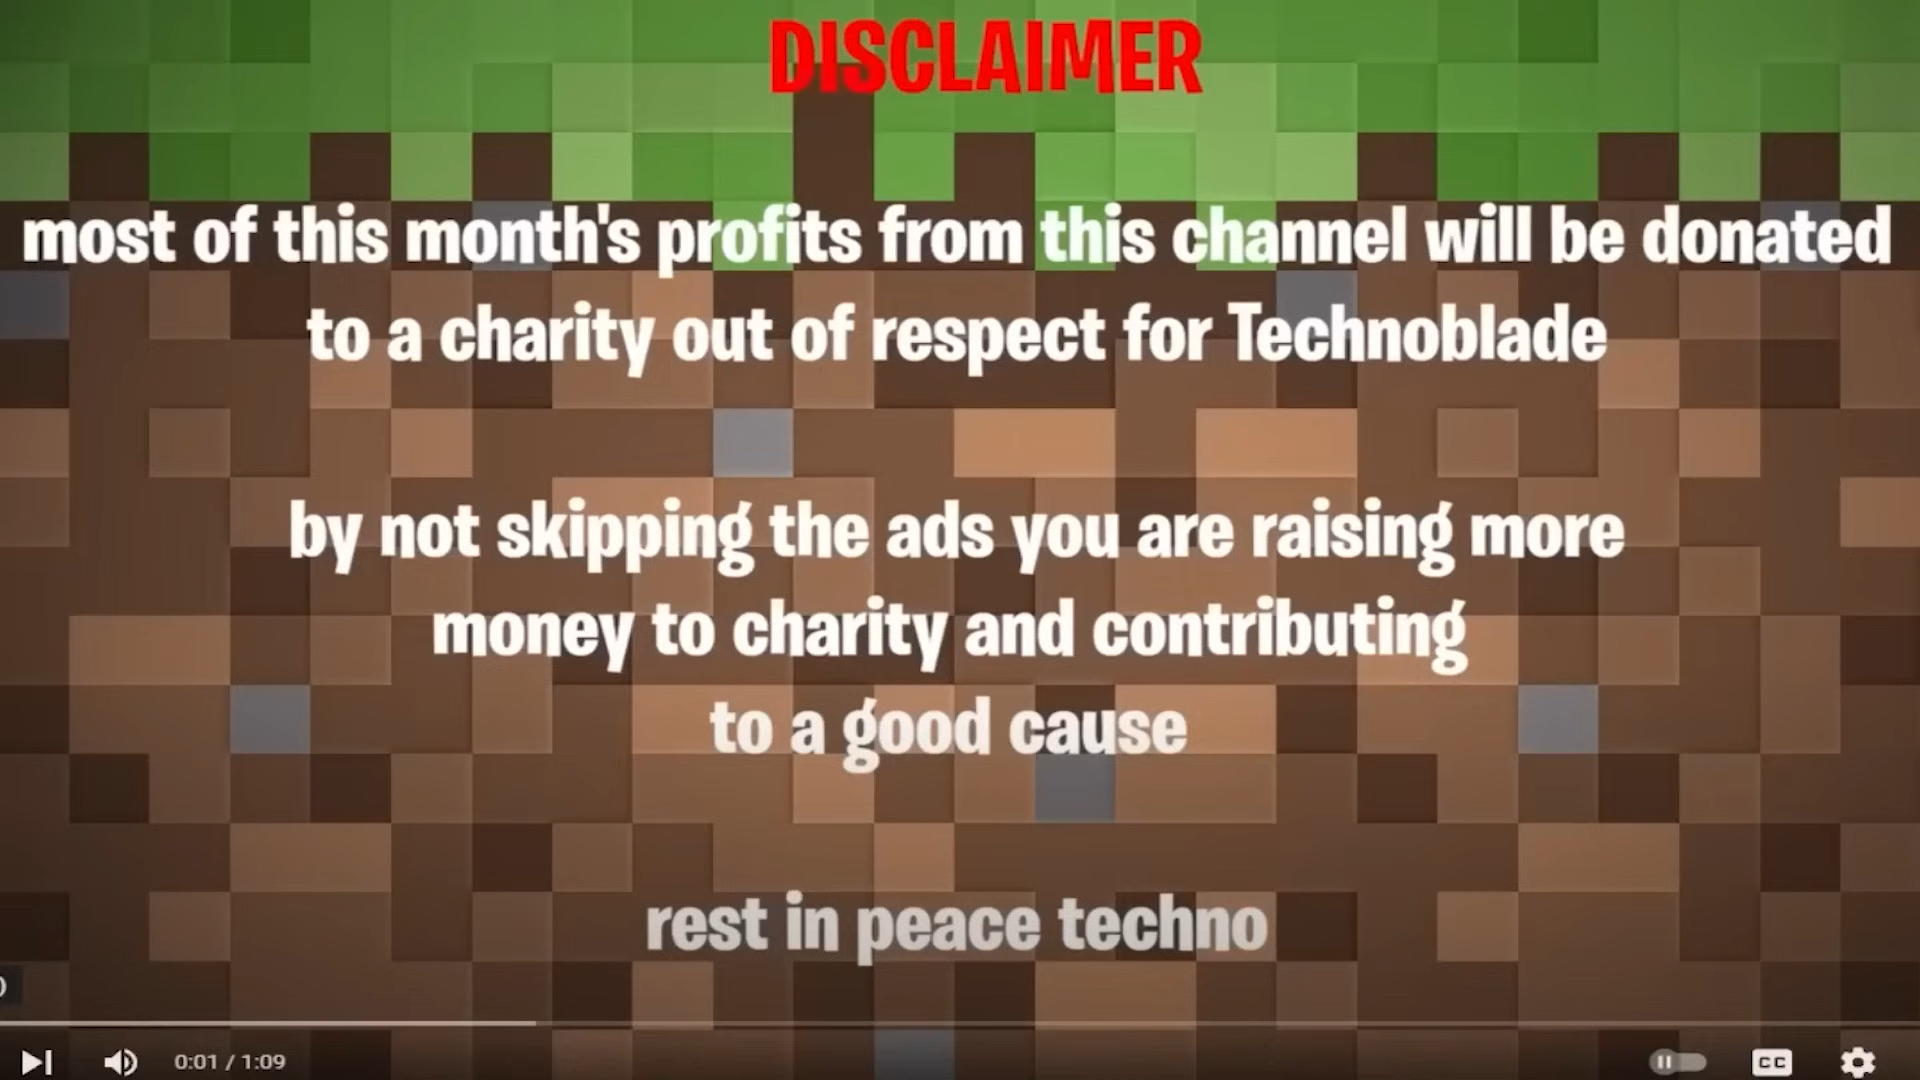 DISCLAIMER
most of this month's profits from this channel will be donated
to a charity out of respect for Technoblade
by not skipping the ads you are raising more
money to charity and contributing
to a good cause
rest in peace techno
)
0:01 / 1:09
CC